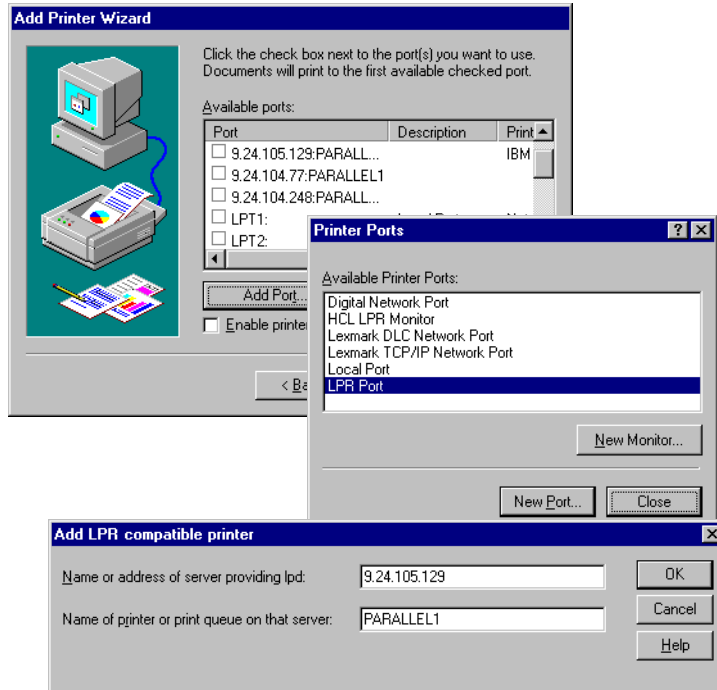 Add Printer Wizard
Click the check box next to the port(s) you want to use.
Documents will print to the first available checked port.
Available ports:
Port Description Print
9.24.105.129:PARALL... IBM
9.24.104.77:PARALLEL1
9.24.104.248:PARALL...
LPT1:
LPT2:
Add Port...
Enable printer
< Ba
Printer Ports
Available Printer Ports:
Digital Network Port
HCL LPR Monitor
Lexmark DLC Network Port
Lexmark TCP/IP Network Port
Local Port
LPR Port
New Monitor...
New Port... Close
Add LPR compatible printer
Name or address of server providing lpd: 9.24.105.129 OK
Name of printer or print queue on that server: PARALLEL1 Cancel
Help